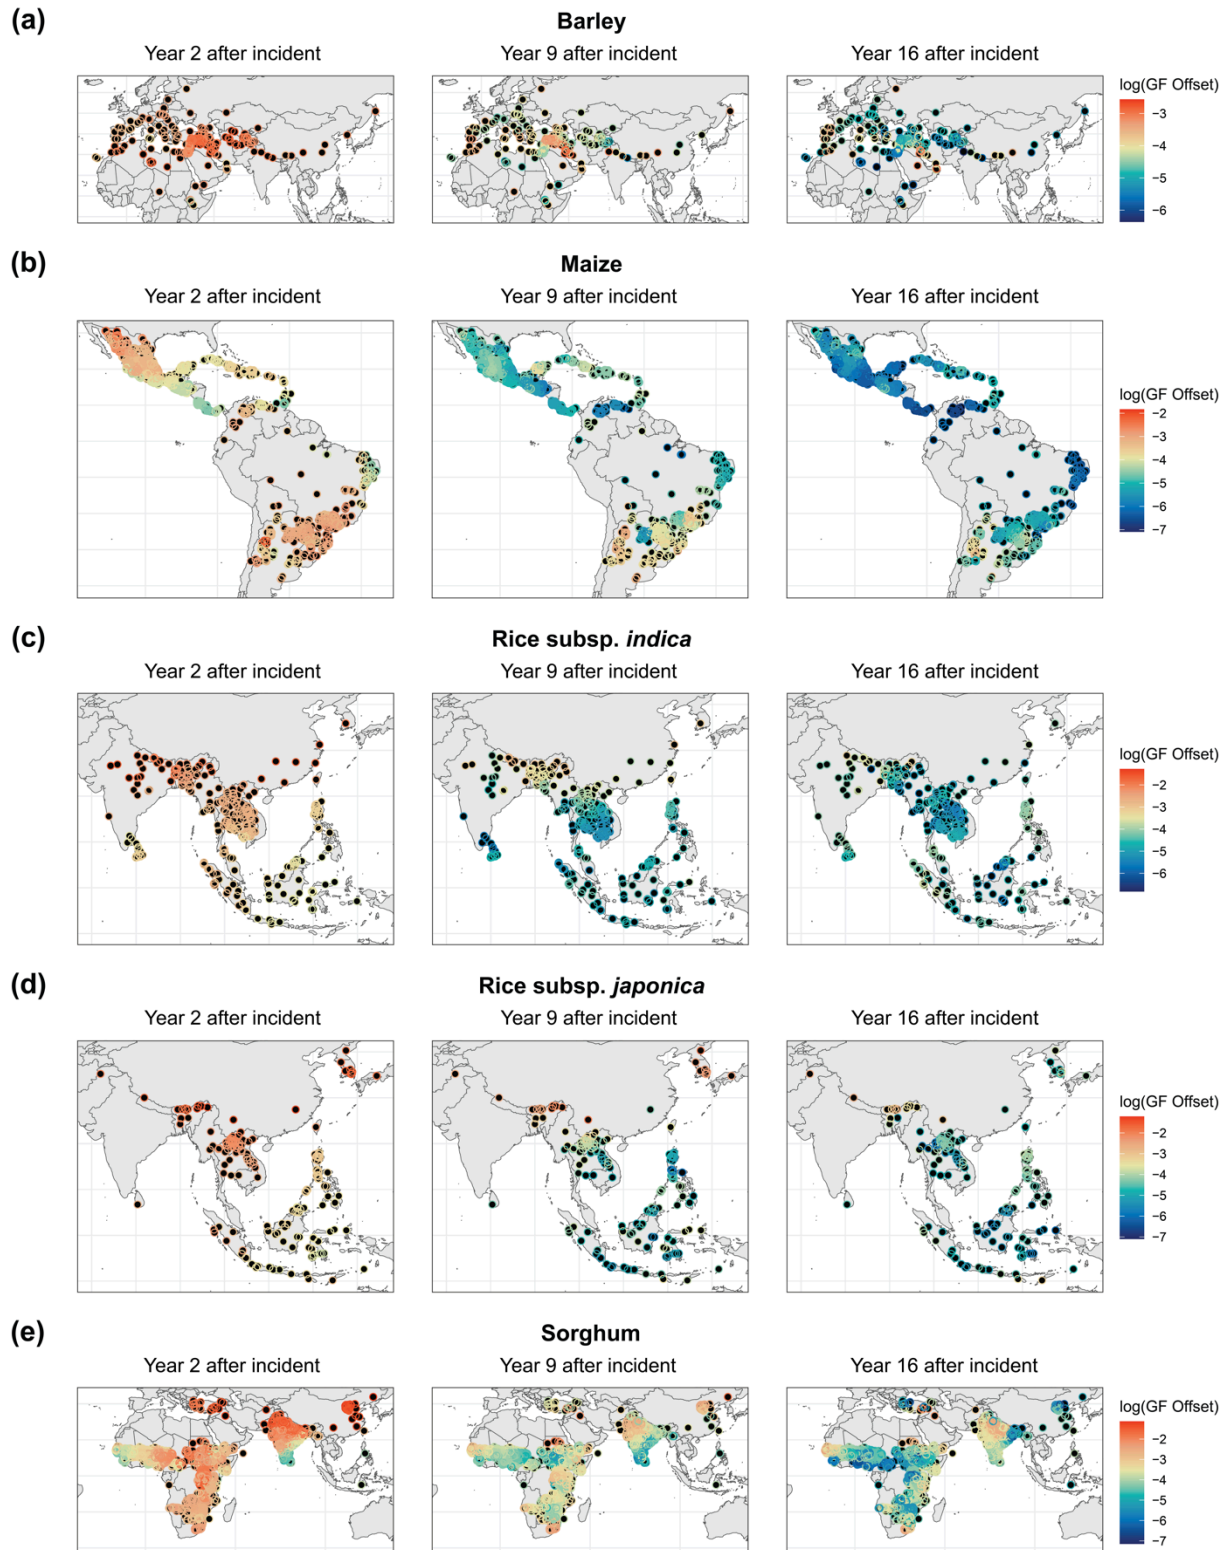 (a)
Barley
Year 2 after incident
Year 9 after incident
Year 16 after incident
log(GF Offset)
−3
−4
−5
−6
(b)
Maize
Year 2 after incident
Year 9 after incident
Year 16 after incident
log(GF Offset)
−2
−3
−4
−5
−6
−7
(c)
Rice subsp. indica
Year 2 after incident
Year 9 after incident
Year 16 after incident
log(GF Offset)
−2
−3
−4
−5
−6
(d)
Rice subsp. japonica
Year 2 after incident
Year 9 after incident
Year 16 after incident
log(GF Offset)
−2
−3
−4
−5
−6
−7
(e)
Sorghum
Year 2 after incident
Year 9 after incident
Year 16 after incident
log(GF Offset)
−2
−3
−4
−5
−6
−7